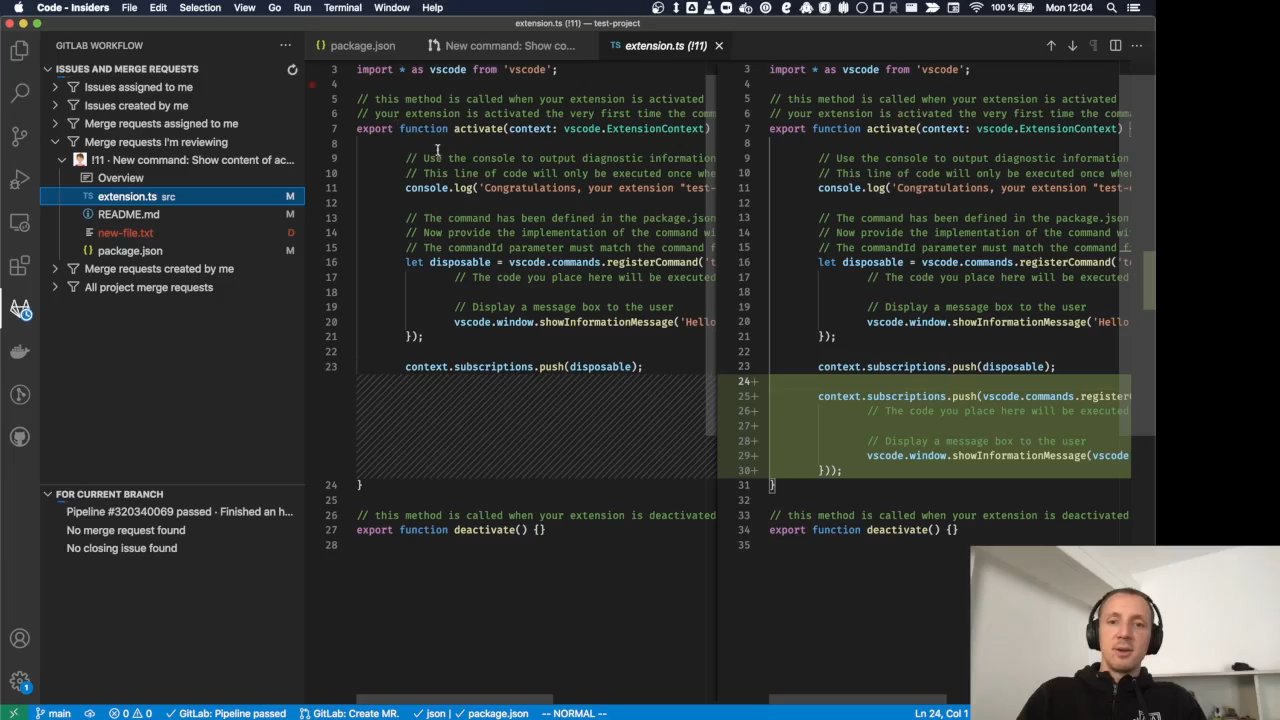 Code - Insiders File Edit Selection View Go Run Terminal Window Help 100 % Mon 12:04
extension.ts (!11) — test-project
GITLAB WORKFLOW ···
ISSUES AND MERGE REQUESTS
Issues assigned to me
Issues created by me
Merge requests assigned to me
Merge requests I'm reviewing
!11 · New command: Show content of ac...
Overview
TS extension.ts src M
README.md M
new-file.txt D
{} package.json M
Merge requests created by me
All project merge requests
FOR CURRENT BRANCH
Pipeline #320340069 passed · Finished an h...
No merge request found
No closing issue found
{} package.json New command: Show co... TS extension.ts (!11) ···
3 import * as vscode from 'vscode';
4
5 // this method is called when your extension is activated
6 // your extension is activated the very first time the com
7 export function activate(context: vscode.ExtensionContext)
8
9 // Use the console to output diagnostic information
10 // This line of code will only be executed once whe
11 console.log('Congratulations, your extension "test-
12
13 // The command has been defined in the package.json
14 // Now provide the implementation of the command wi
15 // The commandId parameter must match the command f
16 let disposable = vscode.commands.registerCommand('t
17 // The code you place here will be executed
18
19 // Display a message box to the user
20 vscode.window.showInformationMessage('Hello
21 });
22
23 context.subscriptions.push(disposable);
24 }
25
26 // this method is called when your extension is deactivated
27 export function deactivate() {}
28
3 import * as vscode from 'vscode';
4
5 // this method is called when your extension is activated
6 // your extension is activated the very first time the com
7 export function activate(context: vscode.ExtensionContext) {
8
9 // Use the console to output diagnostic information
10 // This line of code will only be executed once whe
11 console.log('Congratulations, your extension "test-
12
13 // The command has been defined in the package.json
14 // Now provide the implementation of the command wi
15 // The commandId parameter must match the command f
16 let disposable = vscode.commands.registerCommand('t
17 // The code you place here will be executed
18
19 // Display a message box to the user
20 vscode.window.showInformationMessage('Hello
21 });
22
23 context.subscriptions.push(disposable);
24+
25+ context.subscriptions.push(vscode.commands.register
26+ // The code you place here will be executed
27+
28+ // Display a message box to the user
29+ vscode.window.showInformationMessage(vscode
30+ }));
31 }
32
33 // this method is called when your extension is deactivated
34 export function deactivate() {}
35
1
main 0 0 GitLab: Pipeline passed GitLab: Create MR. json | package.json -- NORMAL -- Ln 24, Col 1